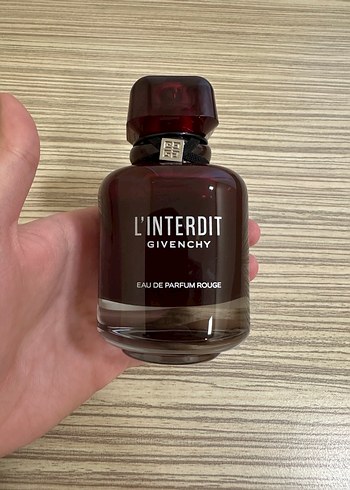 L'INTERDIT
GIVENCHY
EAU DE PARFUM ROUGE